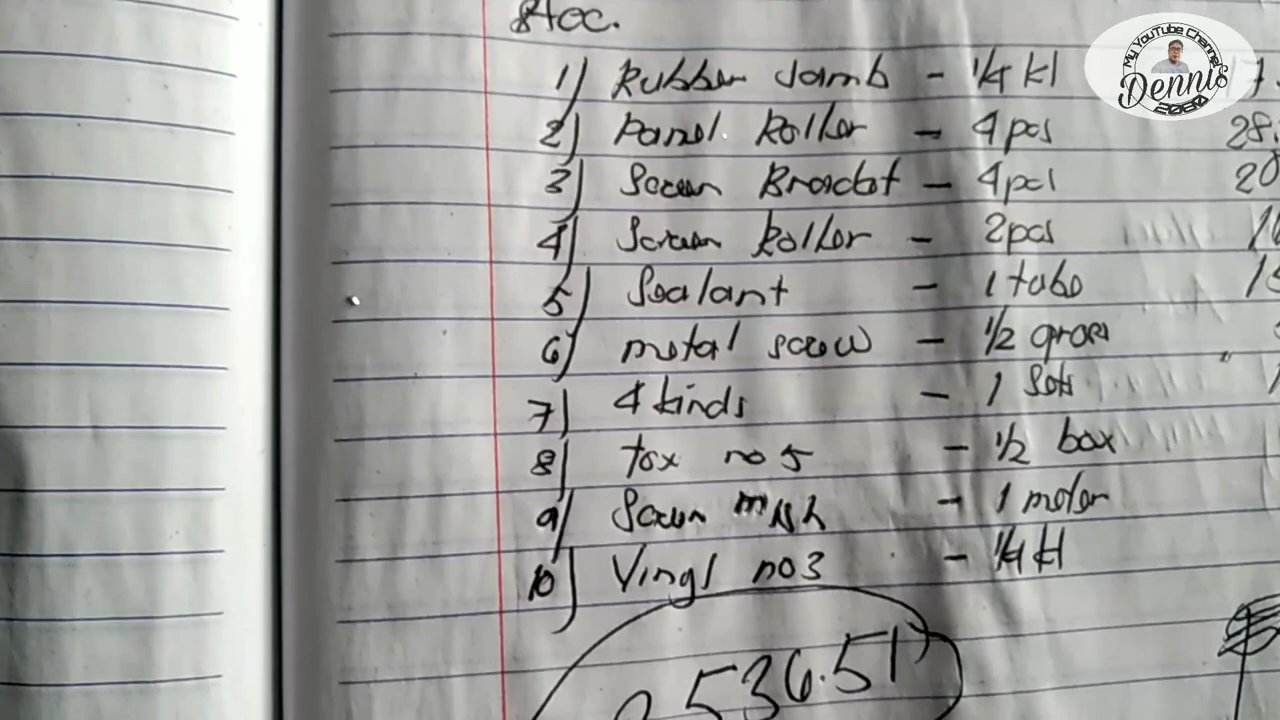 Acc.
My YouTube Channel
Dennis
2020
1) Rubber Jamb - 1/4 kl
2) Panel Roller - 4 pcs 28
3) Screen Bracket - 4 pcs 20
4) Screen Roller - 2 pcs
5) Sealant - 1 tube
6) metal screw - 1/2 gross
7) 4 kinds - 1 Sets
8) tox no 5 - 1/2 box
9) Screen mesh - 1 meter
10) Vinyl no 3 - 1/4 kl
536.51